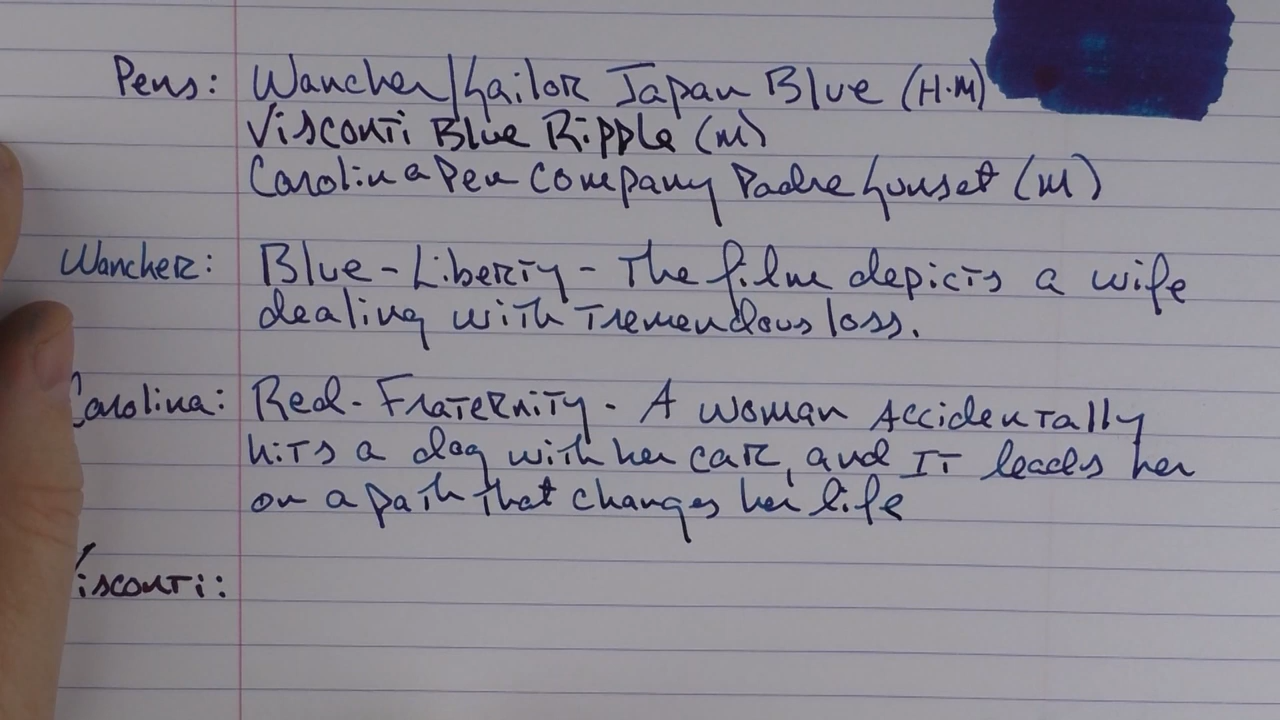 Pens: Wancher/Sailor Japan Blue (H·M)
Visconti Blue Ripple (M)
Carolina Pen Company Padre Sunset (M)
Wancher: Blue - Liberty - The film depicts a wife
dealing with tremendous loss.
Carolina: Red - Fraternity - A woman accidentally
hits a dog with her car, and it leads her
on a path that changes her life
Visconti: